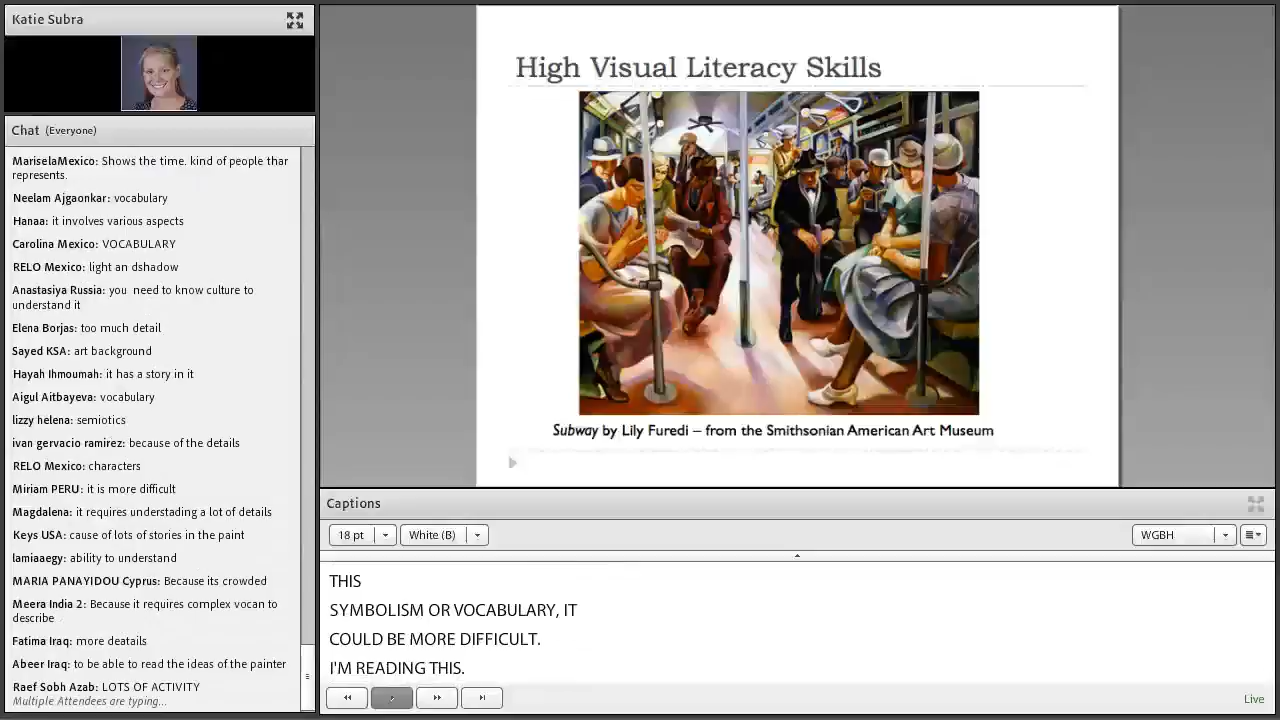 Katie Subra
Chat (Everyone)
MariselaMexico: Shows the time. kind of people thar
represents.
Neelam Ajgaonkar: vocabulary
Hanaa: it involves various aspects
Carolina Mexico: VOCABULARY
RELO Mexico: light an dshadow
Anastasiya Russia: you need to know culture to
understand it
Elena Borjas: too much detail
Sayed KSA: art background
Hayah Ihmoumah: it has a story in it
Aigul Aitbayeva: vocabulary
lizzy helena: semiotics
ivan gervacio ramirez: because of the details
RELO Mexico: characters
Miriam PERU: it is more difficult
Magdalena: it requires understading a lot of details
Keys USA: cause of lots of stories in the paint
lamiaaegy: ability to understand
MARIA PANAYIDOU Cyprus: Because its crowded
Meera India 2: Because it requires complex vocan to
describe
Fatima Iraq: more deatails
Abeer Iraq: to be able to read the ideas of the painter
Raef Sobh Azab: LOTS OF ACTIVITY
Multiple Attendees are typing...
High Visual Literacy Skills
Subway by Lily Furedi – from the Smithsonian American Art Museum
Captions
18 pt
White (B)
WGBH
THIS
SYMBOLISM OR VOCABULARY, IT
COULD BE MORE DIFFICULT.
I'M READING THIS.
Live